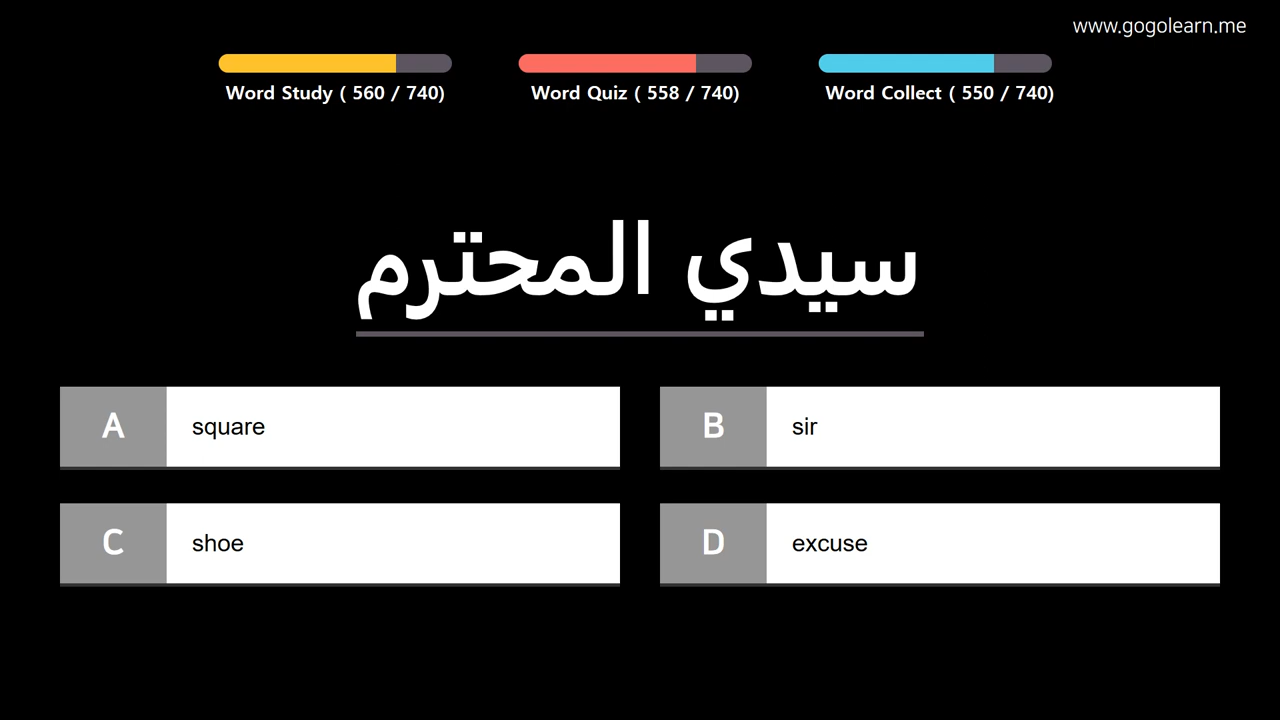 www.gogolearn.me
Word Study ( 560 / 740)
Word Quiz ( 558 / 740)
Word Collect ( 550 / 740)
سيدي المحترم
A square
B sir
C shoe
D excuse